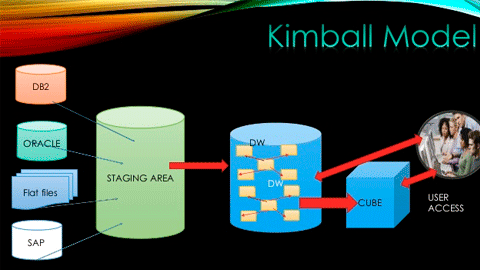 Kimball Model
DB2
ORACLE
Flat files
SAP
STAGING AREA
DW
DW
CUBE
USER
ACCESS